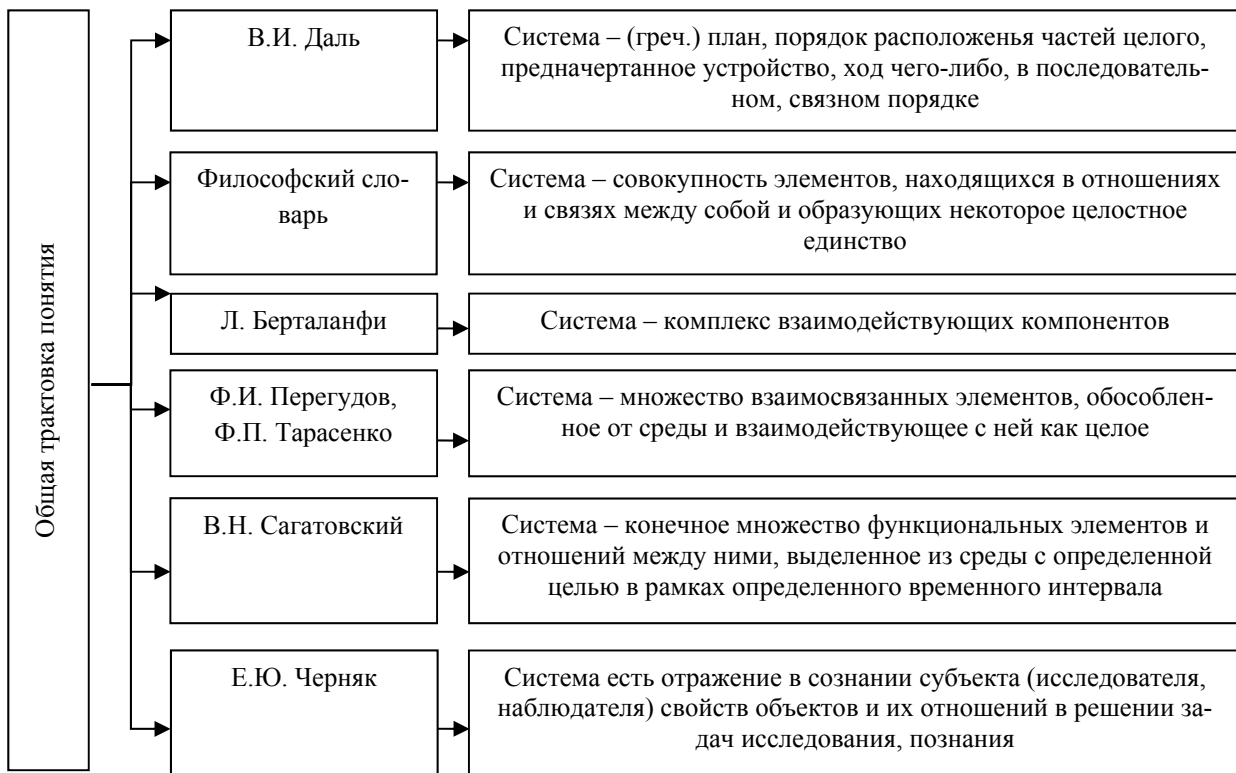 Общая трактовка понятия
В.И. Даль
Система – (греч.) план, порядок расположенья частей целого,
предначертанное устройство, ход чего-либо, в последователь-
ном, связном порядке
Философский сло-
варь
Система – совокупность элементов, находящихся в отношениях
и связях между собой и образующих некоторое целостное
единство
Л. Берталанфи
Система – комплекс взаимодействующих компонентов
Ф.И. Перегудов,
Ф.П. Тарасенко
Система – множество взаимосвязанных элементов, обособлен-
ное от среды и взаимодействующее с ней как целое
В.Н. Сагатовский
Система – конечное множество функциональных элементов и
отношений между ними, выделенное из среды с определенной
целью в рамках определенного временного интервала
Е.Ю. Черняк
Система есть отражение в сознании субъекта (исследователя,
наблюдателя) свойств объектов и их отношений в решении за-
дач исследования, познания